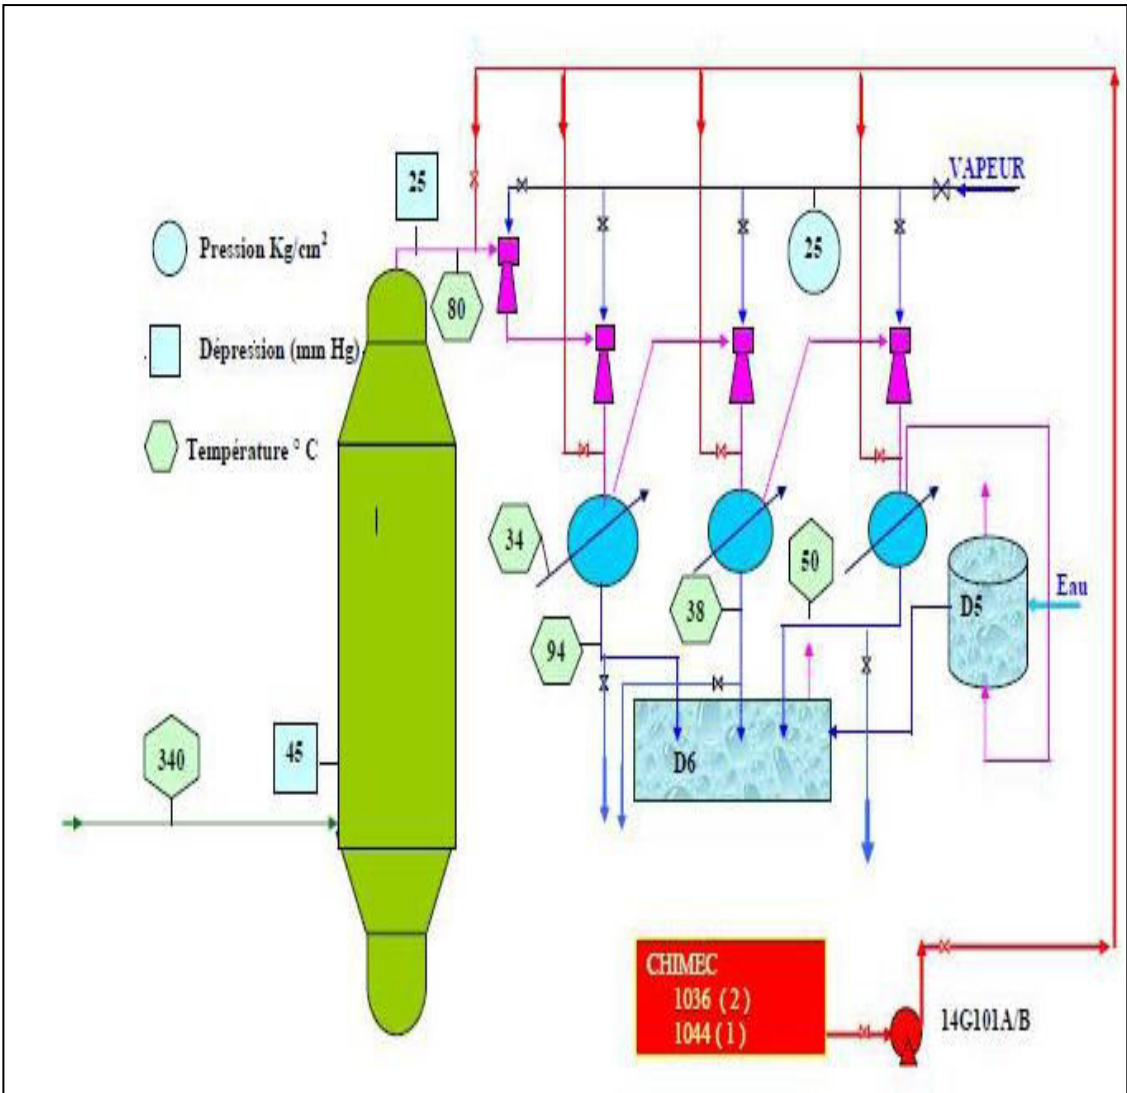 VAPEUR
25
25
Pression Kg/cm²
80
Dépression (mm Hg)
Température ° C
34
50
38
94
D5
Eau
45
340
D6
CHIMEC
1036 ( 2 )
1044 ( 1 )
14G101A/B